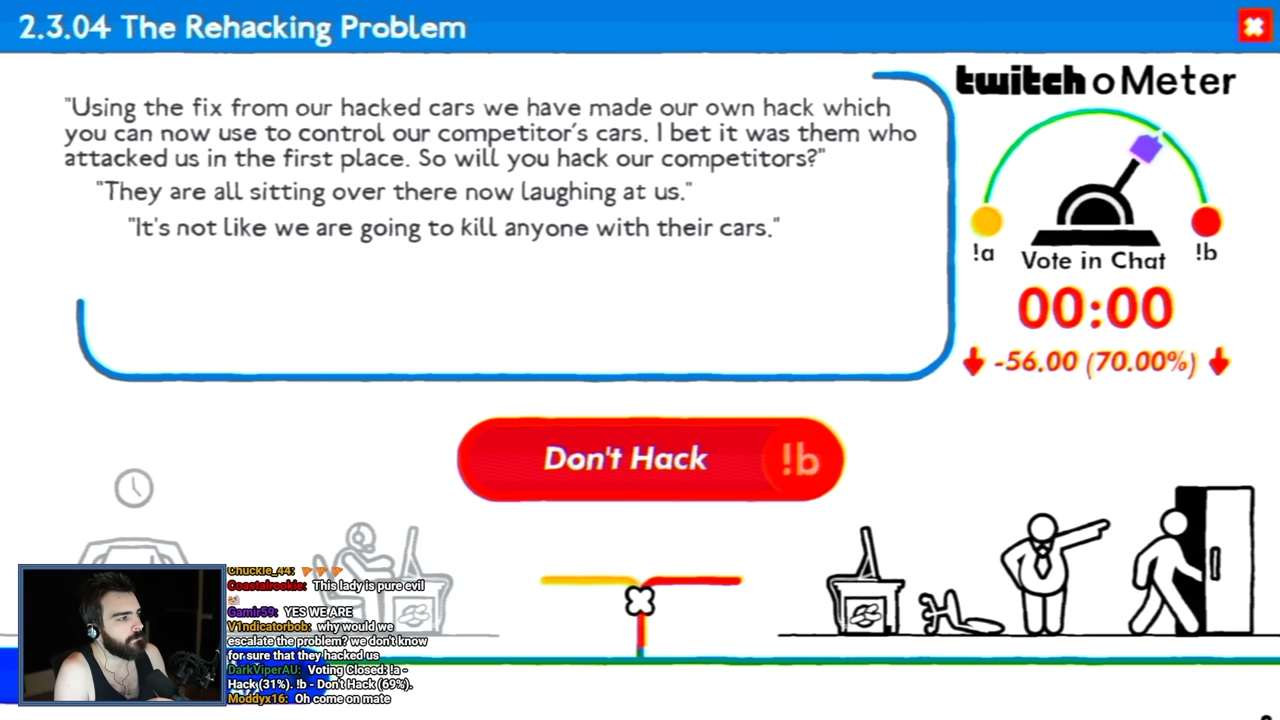 2.3.04 The Rehacking Problem
"Using the fix from our hacked cars we have made our own hack which
you can now use to control our competitor's cars. I bet it was them who
attacked us in the first place. So will you hack our competitors?"
"They are all sitting over there now laughing at us."
"It's not like we are going to kill anyone with their cars."
twitch o Meter
!a
Vote in Chat
!b
00:00
-56.00 (70.00%)
Don't Hack !b
Chuckie_44:
Coastalrookie: This lady is pure evil
Gamir59: YES WE ARE
V1ndicatorbob: why would we
escalate the problem? we don't know
for sure that they hacked us
DarkViperAU: Voting Closed: !a -
Hack (31%). !b - Don't Hack (69%).
Moddyx16: Oh come on mate